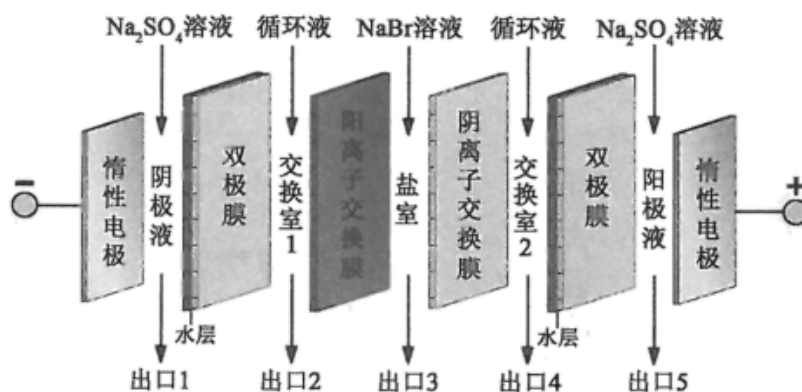 Na₂SO₄溶液 循环液 NaBr溶液 循环液 Na₂SO₄溶液
惰性电极
阴极液
双极膜
交换室1
阳离子交换膜
盐室
阴离子交换膜
交换室2
双极膜
阳极液
惰性电极
− +
水层 水层
出口1 出口2 出口3 出口4 出口5